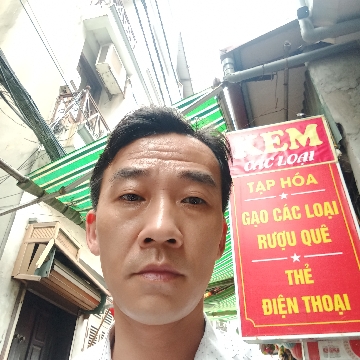 KEM
CÁC LOẠI
TẠP HÓA
GẠO CÁC LOẠI
RƯỢU QUÊ
THẺ
ĐIỆN THOẠI